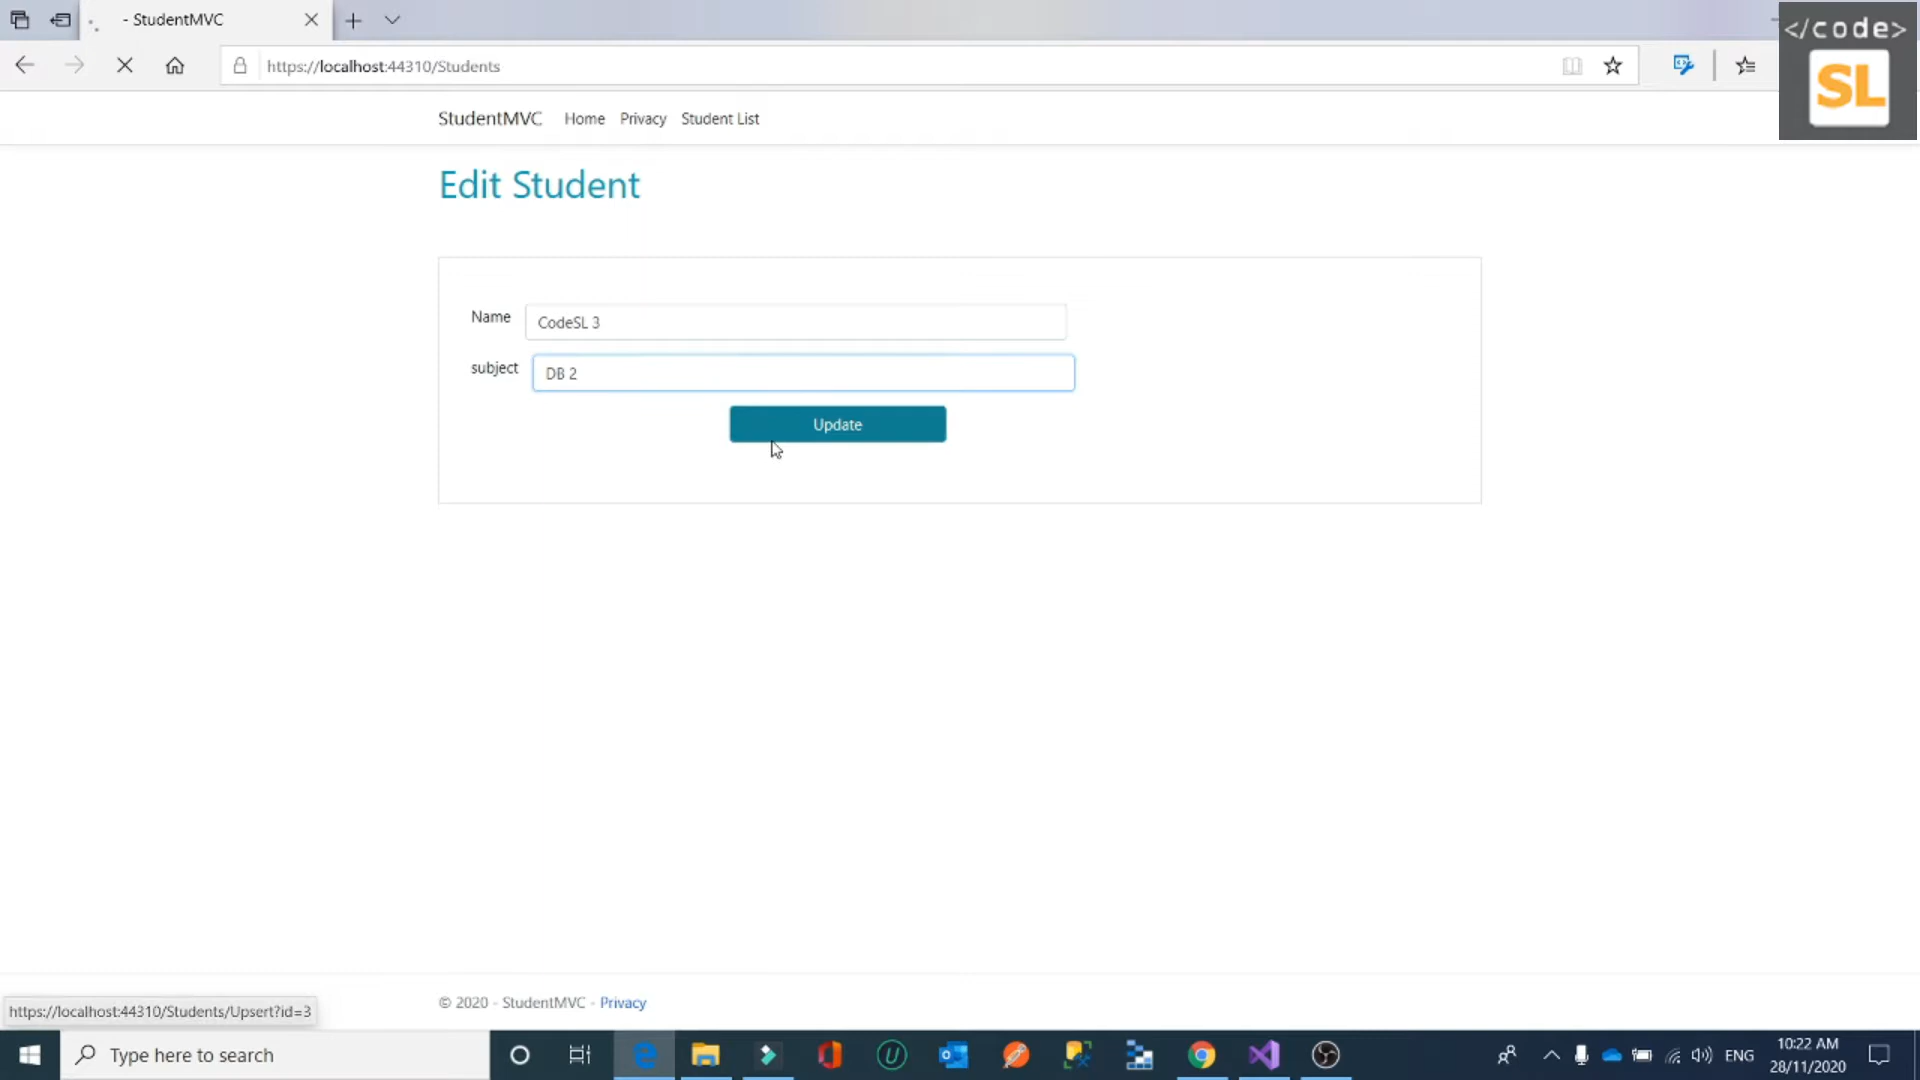 - StudentMVC
</code>
https://localhost:44310/Students
SL
StudentMVC Home Privacy Student List
Edit Student
Name CodeSL 3
subject DB 2
Update
© 2020 - StudentMVC - Privacy
https://localhost:44310/Students/Upsert?id=3
Type here to search
ENG
10:22 AM
28/11/2020